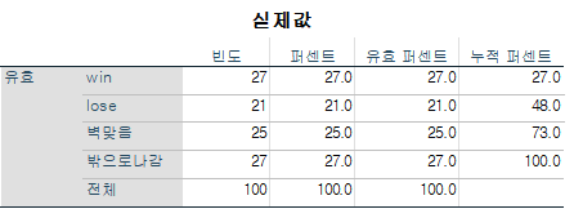 실제값
빈도 퍼센트 유효 퍼센트 누적 퍼센트
유효 win 27 27.0 27.0 27.0
lose 21 21.0 21.0 48.0
벽맞음 25 25.0 25.0 73.0
밖으로나감 27 27.0 27.0 100.0
전체 100 100.0 100.0